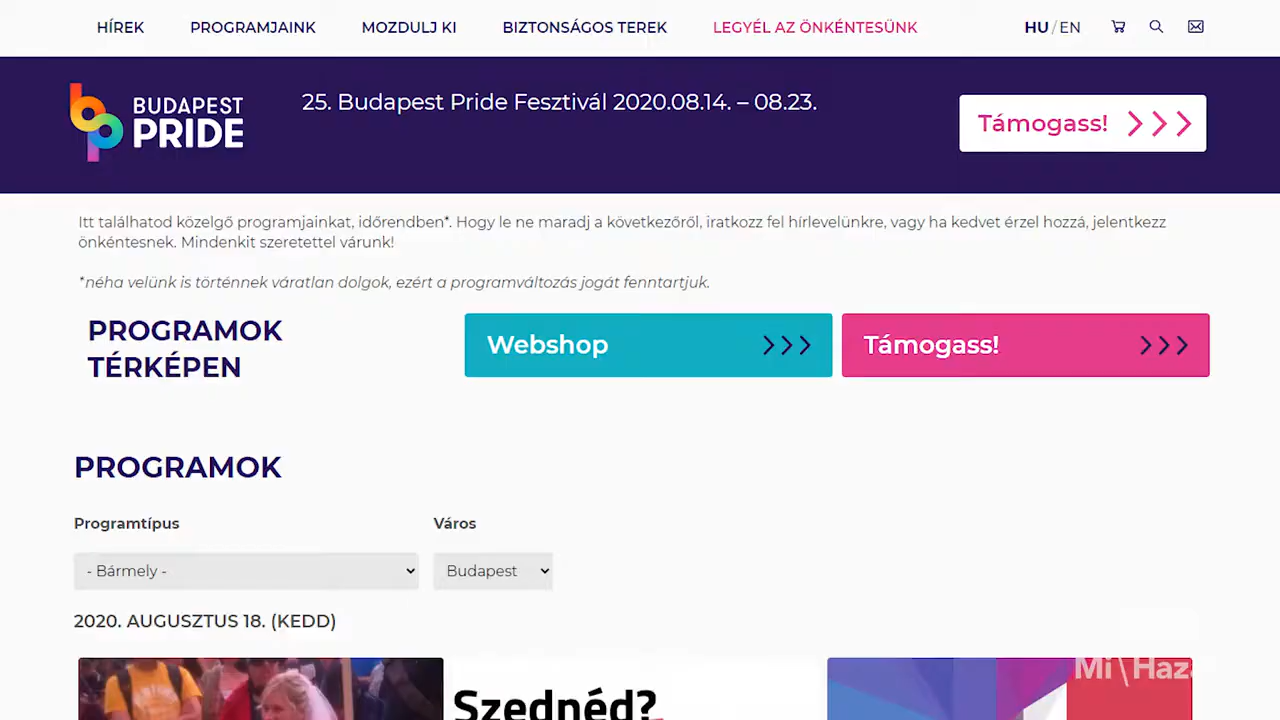 HÍREK PROGRAMJAINK MOZDULJ KI BIZTONSÁGOS TEREK LEGYÉL AZ ÖNKÉNTESÜNK HU / EN
BUDAPEST
PRIDE
25. Budapest Pride Fesztivál 2020.08.14. – 08.23.
Támogass!
Itt találhatod közelgő programjainkat, időrendben*. Hogy le ne maradj a következőről, iratkozz fel hírlevelünkre, vagy ha kedvet érzel hozzá, jelentkezz
önkéntesnek. Mindenkit szeretettel várunk!
*néha velünk is történnek váratlan dolgok, ezért a programváltozás jogát fenntartjuk.
PROGRAMOK
TÉRKÉPEN
Webshop
Támogass!
PROGRAMOK
Programtípus Város
- Bármely - Budapest
2020. AUGUSZTUS 18. (KEDD)
Szednéd?